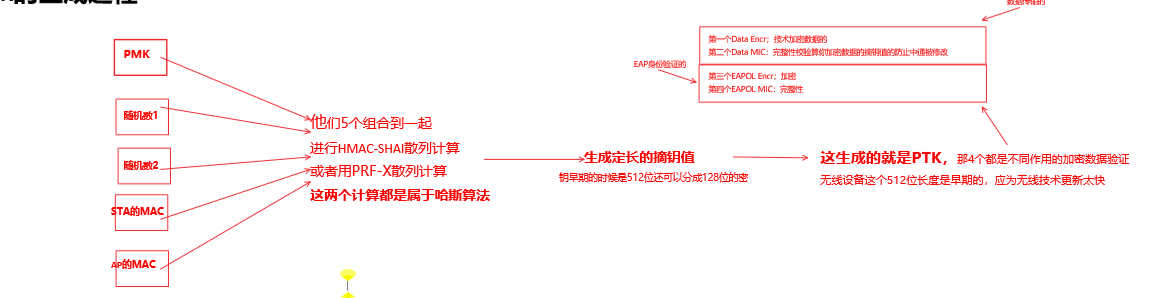 的生成过程
PMK
随机数1
随机数2
STA的MAC
AP的MAC
他们5个组合到一起
进行HMAC-SHAI散列计算
或者用PRF-X散列计算
这两个计算都是属于哈斯算法
生成定长的摘钥值
钥早期的时候是512位还可以分成128位的密
数据传输的
第一个Data Encr；技术加密数据的
第二个Data MIC：完整性校验算你加密数据的摘钥值的防止中通被修改
EAP身份验证的
第三个EAPOL Encr；加密
第四个EAPOL MIC：完整性
这生成的就是PTK，那4个都是不同作用的加密数据验证
无线设备这个512位长度是早期的，应为无线技术更新太快